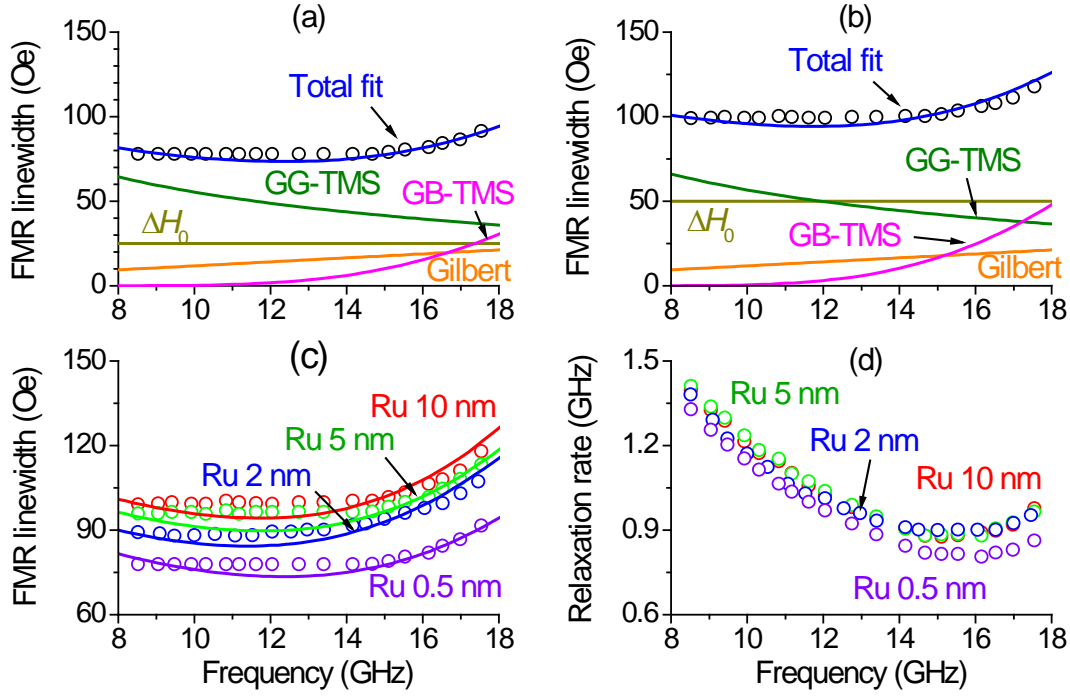 (a)
FMR linewidth (Oe)
150
100
50
0
8 10 12 14 16 18
Total fit
GG-TMS
GB-TMS
ΔH₀
Gilbert
(b)
FMR linewidth (Oe)
150
100
50
0
8 10 12 14 16 18
Total fit
GG-TMS
ΔH₀
GB-TMS
Gilbert
(c)
FMR linewidth (Oe)
150
120
90
60
8 10 12 14 16 18
Frequency (GHz)
Ru 10 nm
Ru 5 nm
Ru 2 nm
Ru 0.5 nm
(d)
Relaxation rate (GHz)
1.5
1.2
0.9
0.6
8 10 12 14 16 18
Frequency (GHz)
Ru 5 nm
Ru 2 nm
Ru 10 nm
Ru 0.5 nm